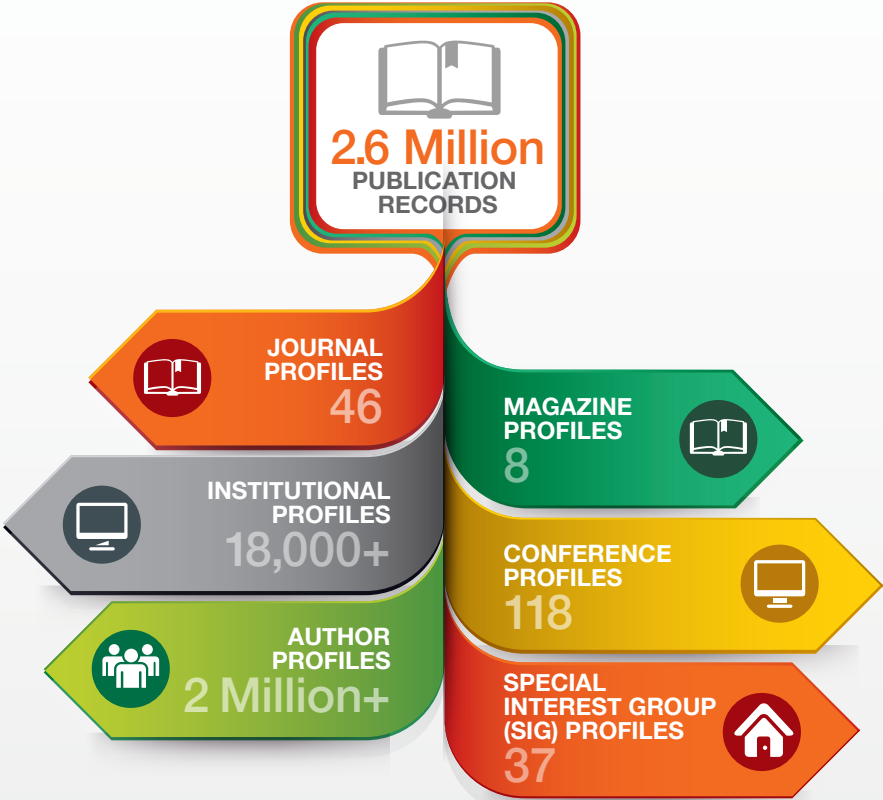 2.6 Million
PUBLICATION
RECORDS
JOURNAL
PROFILES
46
MAGAZINE
PROFILES
8
INSTITUTIONAL
PROFILES
18,000+
CONFERENCE
PROFILES
118
AUTHOR
PROFILES
2 Million+
SPECIAL
INTEREST GROUP
(SIG) PROFILES
37